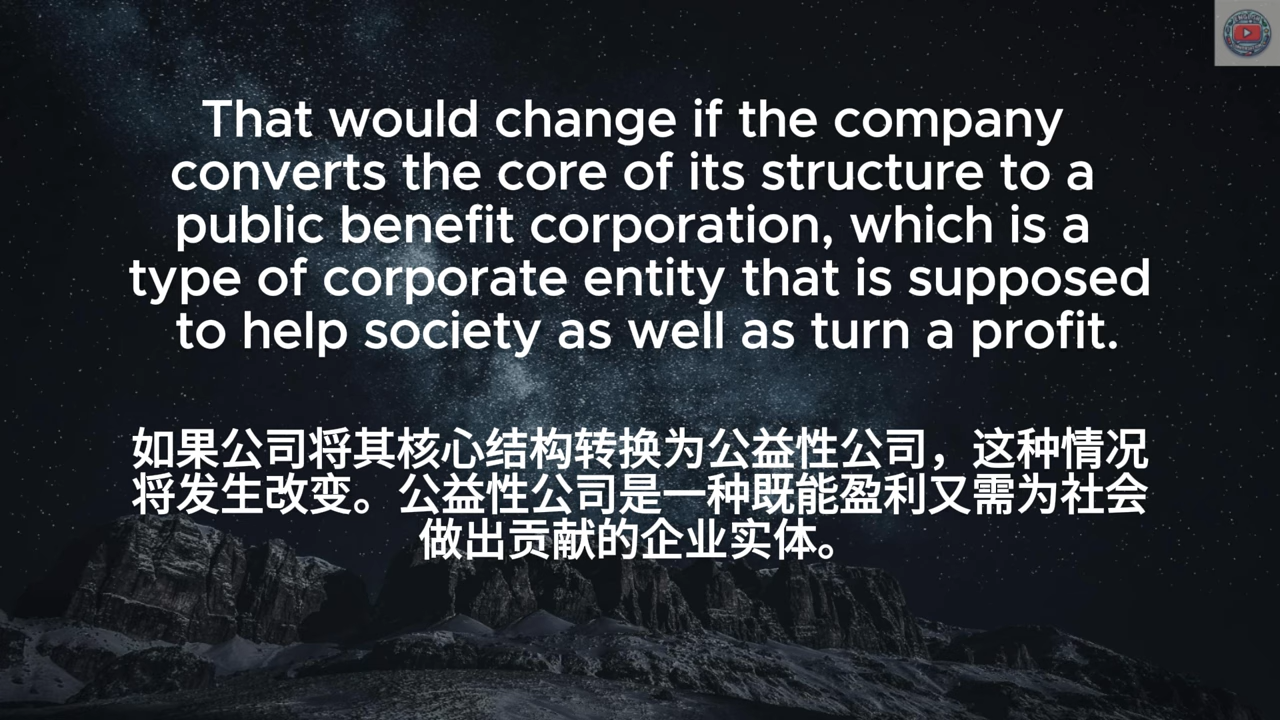 That would change if the company
converts the core of its structure to a
public benefit corporation, which is a
type of corporate entity that is supposed
to help society as well as turn a profit.
如果公司将其核心结构转换为公益性公司，这种情况
将发生改变。公益性公司是一种既能盈利又需为社会
做出贡献的企业实体。